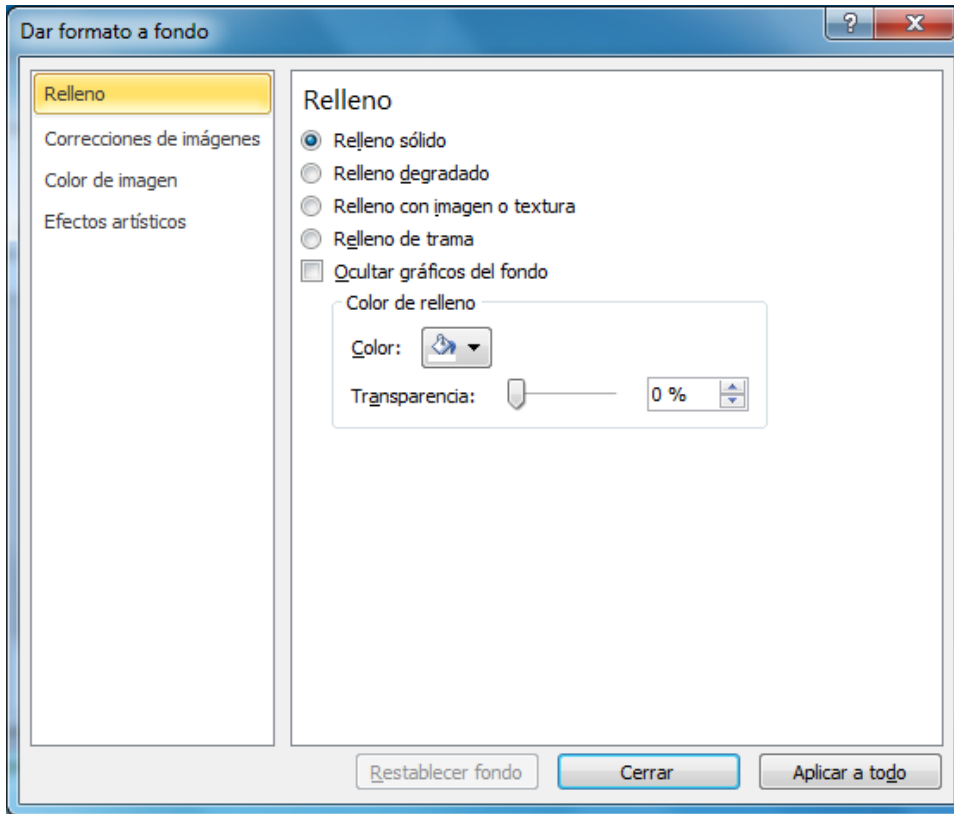 Dar formato a fondo
?
Relleno
Correcciones de imágenes
Color de imagen
Efectos artísticos
Relleno
Relleno sólido
Relleno degradado
Relleno con imagen o textura
Relleno de trama
Ocultar gráficos del fondo
Color de relleno
Color:
Transparencia: 0 %
Restablecer fondo Cerrar Aplicar a todo